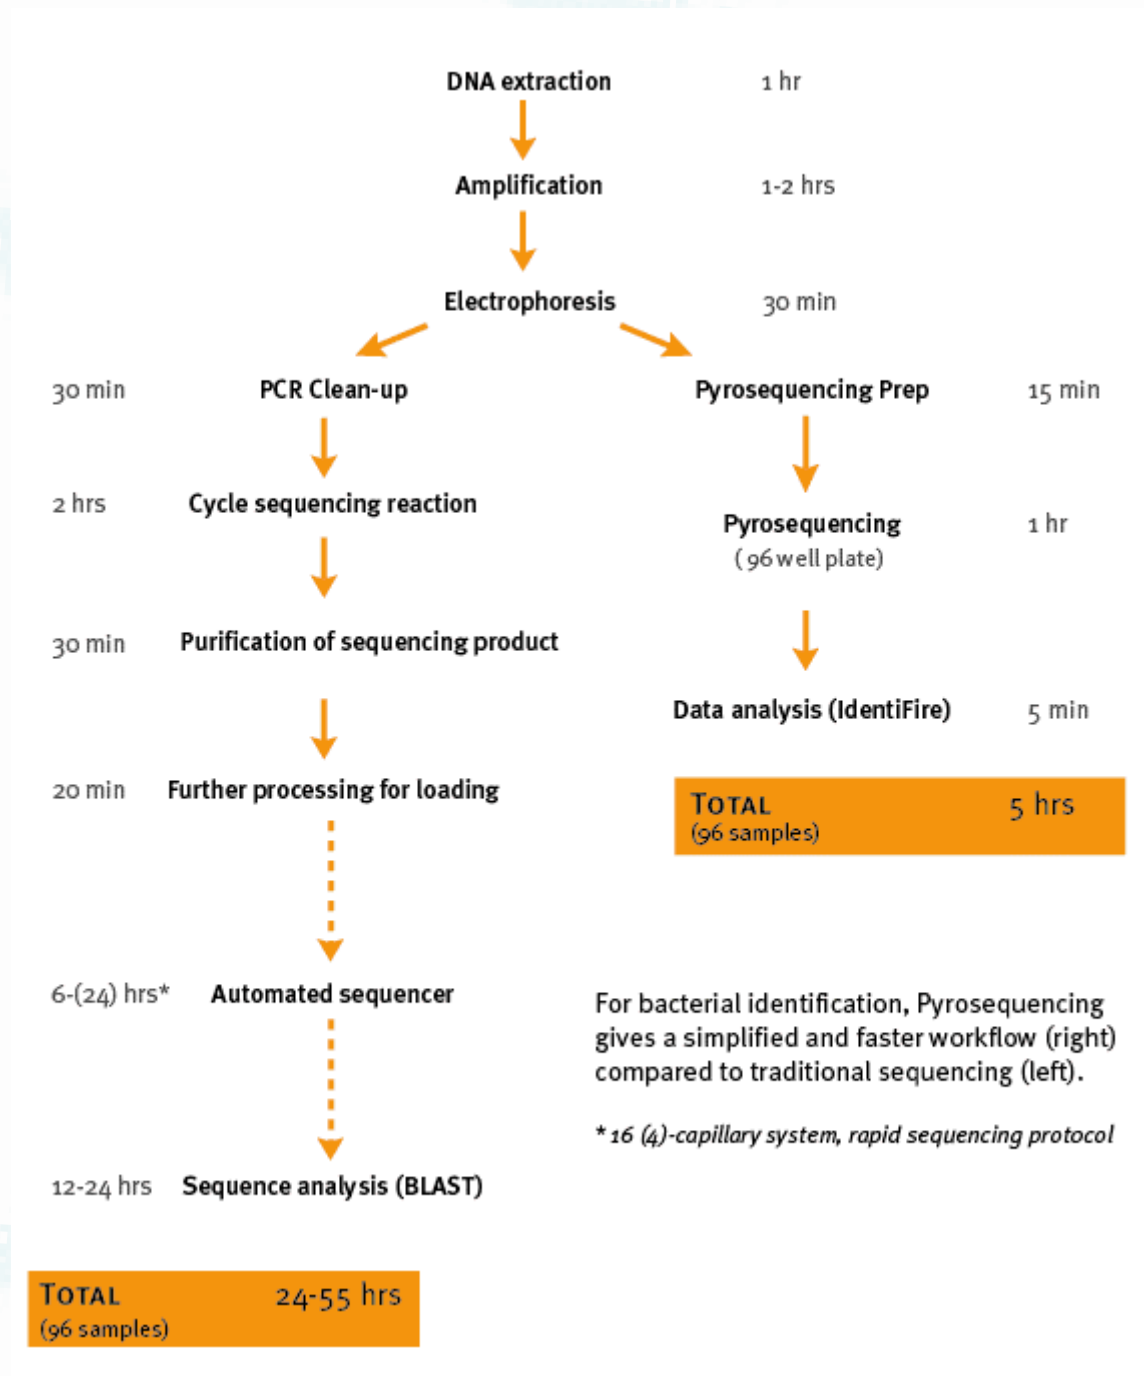 DNA extraction 1 hr
Amplification 1-2 hrs
Electrophoresis 30 min
30 min PCR Clean-up
2 hrs Cycle sequencing reaction
30 min Purification of sequencing product
20 min Further processing for loading
6-(24) hrs* Automated sequencer
12-24 hrs Sequence analysis (BLAST)
TOTAL 24-55 hrs
(96 samples)
Pyrosequencing Prep 15 min
Pyrosequencing 1 hr
( 96 well plate)
Data analysis (IdentiFire) 5 min
TOTAL 5 hrs
(96 samples)
For bacterial identification, Pyrosequencing
gives a simplified and faster workflow (right)
compared to traditional sequencing (left).
* 16 (4)-capillary system, rapid sequencing protocol